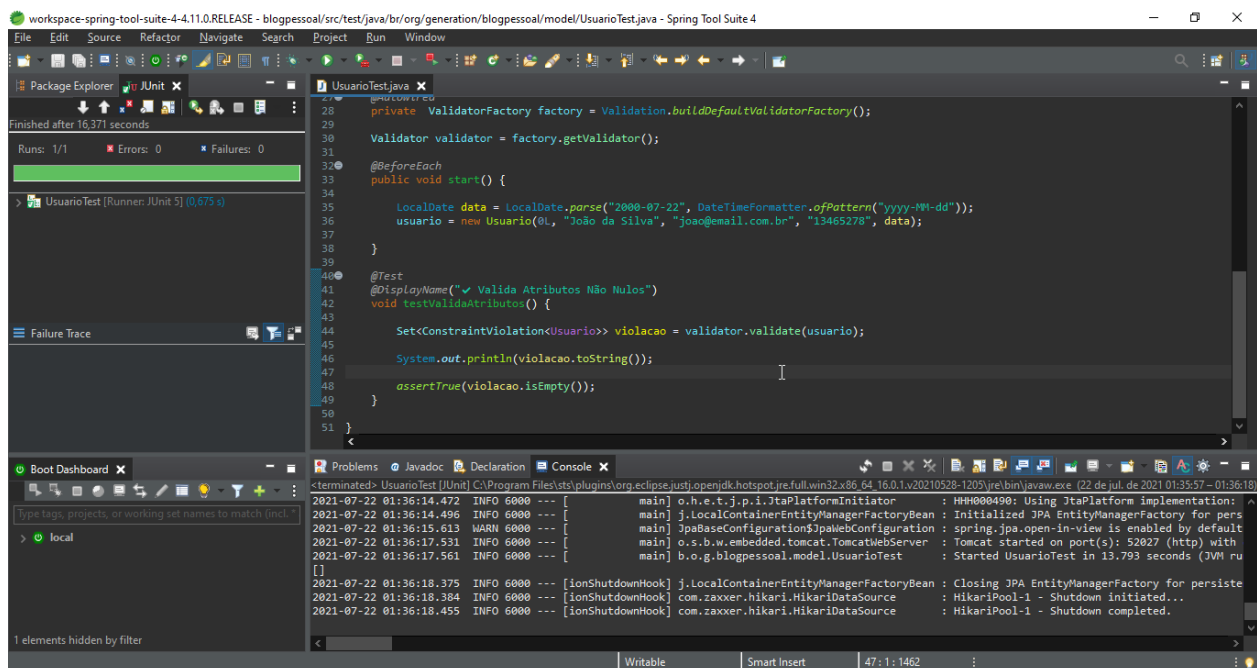 workspace-spring-tool-suite-4-4.11.0.RELEASE - blogpessoal/src/test/java/br/org/generation/blogpessoal/model/UsuarioTest.java - Spring Tool Suite 4
File Edit Source Refactor Navigate Search Project Run Window
Package Explorer JUnit
Finished after 16,371 seconds
Runs: 1/1 Errors: 0 Failures: 0
UsuarioTest [Runner: JUnit 5] (0,675 s)
Failure Trace
Boot Dashboard
Type tags, projects, or working set names to match (incl. *
local
1 elements hidden by filter
UsuarioTest.java
27 @Autowired
28 private ValidatorFactory factory = Validation.buildDefaultValidatorFactory();
29
30 Validator validator = factory.getValidator();
31
32 @BeforeEach
33 public void start() {
34
35 LocalDate data = LocalDate.parse("2000-07-22", DateTimeFormatter.ofPattern("yyyy-MM-dd"));
36 usuario = new Usuario(0L, "João da Silva", "joao@email.com.br", "13465278", data);
37
38 }
39
40 @Test
41 @DisplayName("✔ Valida Atributos Não Nulos")
42 void testValidaAtributos() {
43
44 Set<ConstraintViolation<Usuario>> violacao = validator.validate(usuario);
45
46 System.out.println(violacao.toString());
47
48 assertTrue(violacao.isEmpty());
49 }
50
51 }
Problems Javadoc Declaration Console
<terminated> UsuarioTest [JUnit] C:\Program Files\sts\plugins\org.eclipse.justj.openjdk.hotspot.jre.full.win32.x86_64_16.0.1.v20210528-1205\jre\bin\javaw.exe (22 de jul. de 2021 01:35:57 – 01:36:18)
2021-07-22 01:36:14.472 INFO 6000 --- [ main] o.h.e.t.j.p.i.JtaPlatformInitiator : HHH000490: Using JtaPlatform implementation:
2021-07-22 01:36:14.496 INFO 6000 --- [ main] j.LocalContainerEntityManagerFactoryBean : Initialized JPA EntityManagerFactory for pers
2021-07-22 01:36:15.613 WARN 6000 --- [ main] JpaBaseConfiguration$JpaWebConfiguration : spring.jpa.open-in-view is enabled by default
2021-07-22 01:36:17.531 INFO 6000 --- [ main] o.s.b.w.embedded.tomcat.TomcatWebServer : Tomcat started on port(s): 52027 (http) with
2021-07-22 01:36:17.561 INFO 6000 --- [ main] b.o.g.blogpessoal.model.UsuarioTest : Started UsuarioTest in 13.793 seconds (JVM ru
[]
2021-07-22 01:36:18.375 INFO 6000 --- [ionShutdownHook] j.LocalContainerEntityManagerFactoryBean : Closing JPA EntityManagerFactory for persiste
2021-07-22 01:36:18.384 INFO 6000 --- [ionShutdownHook] com.zaxxer.hikari.HikariDataSource : HikariPool-1 - Shutdown initiated...
2021-07-22 01:36:18.455 INFO 6000 --- [ionShutdownHook] com.zaxxer.hikari.HikariDataSource : HikariPool-1 - Shutdown completed.
Writable Smart Insert 47 : 1 : 1462